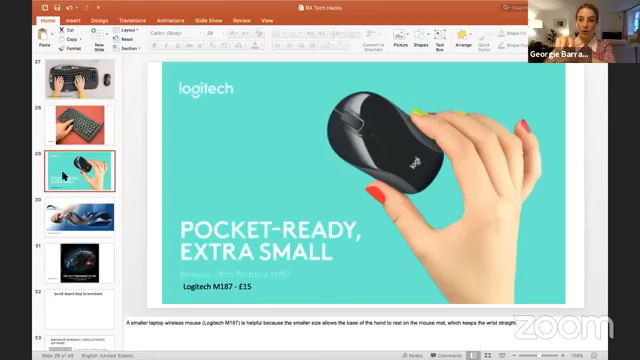 RA Tech Hacks
Home Insert Design Transitions Animations Slide Show Review View
Paste
Cut
Copy
Format
New Slide
Layout
Reset
Section
Calibri (Body)
28
Convert to SmartArt
Picture
Shapes
Text Box
Arrange
Quick Styles
Shape Fill
Georgie Barra...
27
28
29
30
31
32
33
logitech
POCKET-READY,
EXTRA SMALL
Logitech M187 - £15
logi
A smaller laptop wireless mouse (Logitech M187) is helpful because the smaller size allows the base of the hand to rest on the mouse mat, which keeps the wrist straight.
zoom
Slide 29 of 49 English (United States)
Notes Comments